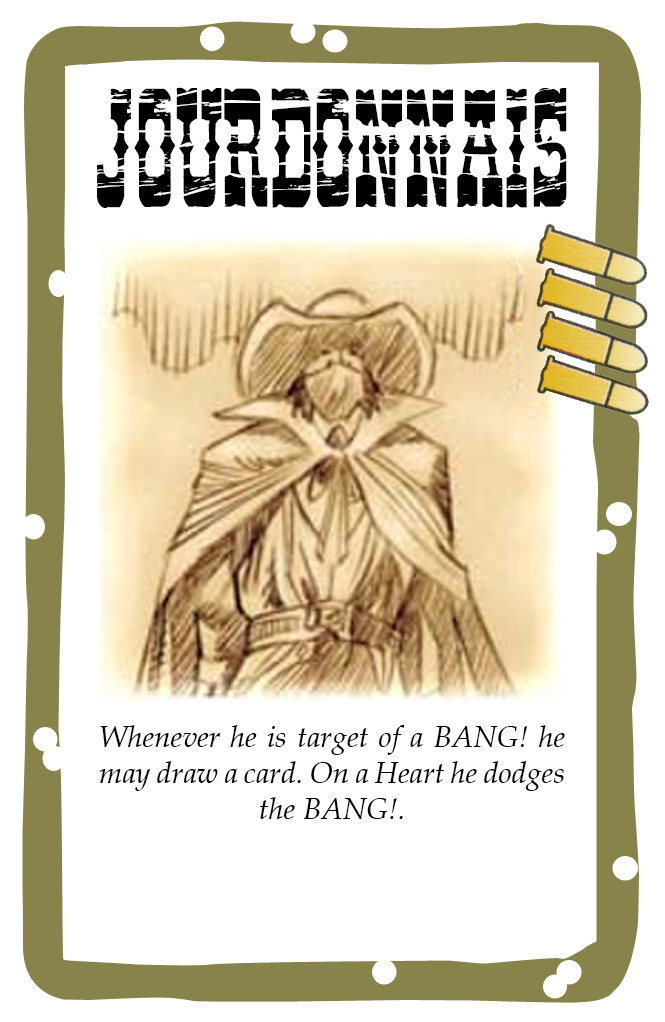 JOURDONNAIS
Whenever he is target of a BANG! he
may draw a card. On a Heart he dodges
the BANG!.